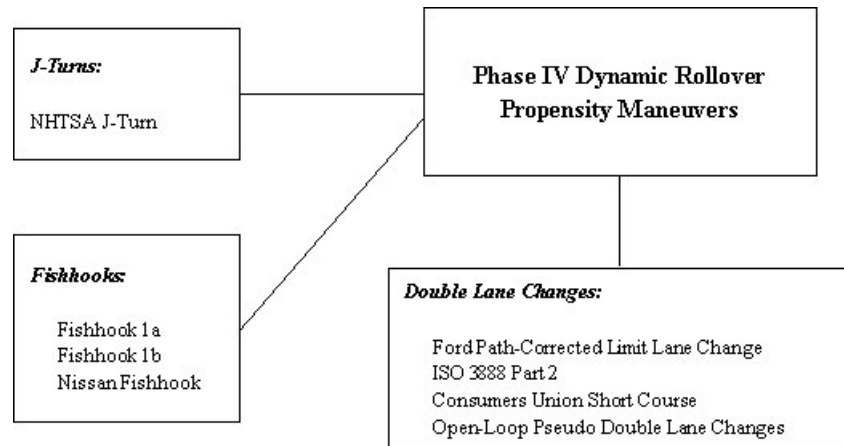 J-Turns:
NHTSA J-Turn
Phase IV Dynamic Rollover
Propensity Maneuvers
Fishhooks:
Fishhook 1a
Fishhook 1b
Nissan Fishhook
Double Lane Changes:
Ford Path-Corrected Limit Lane Change
ISO 3888 Part 2
Consumers Union Short Course
Open-Loop Pseudo Double Lane Changes